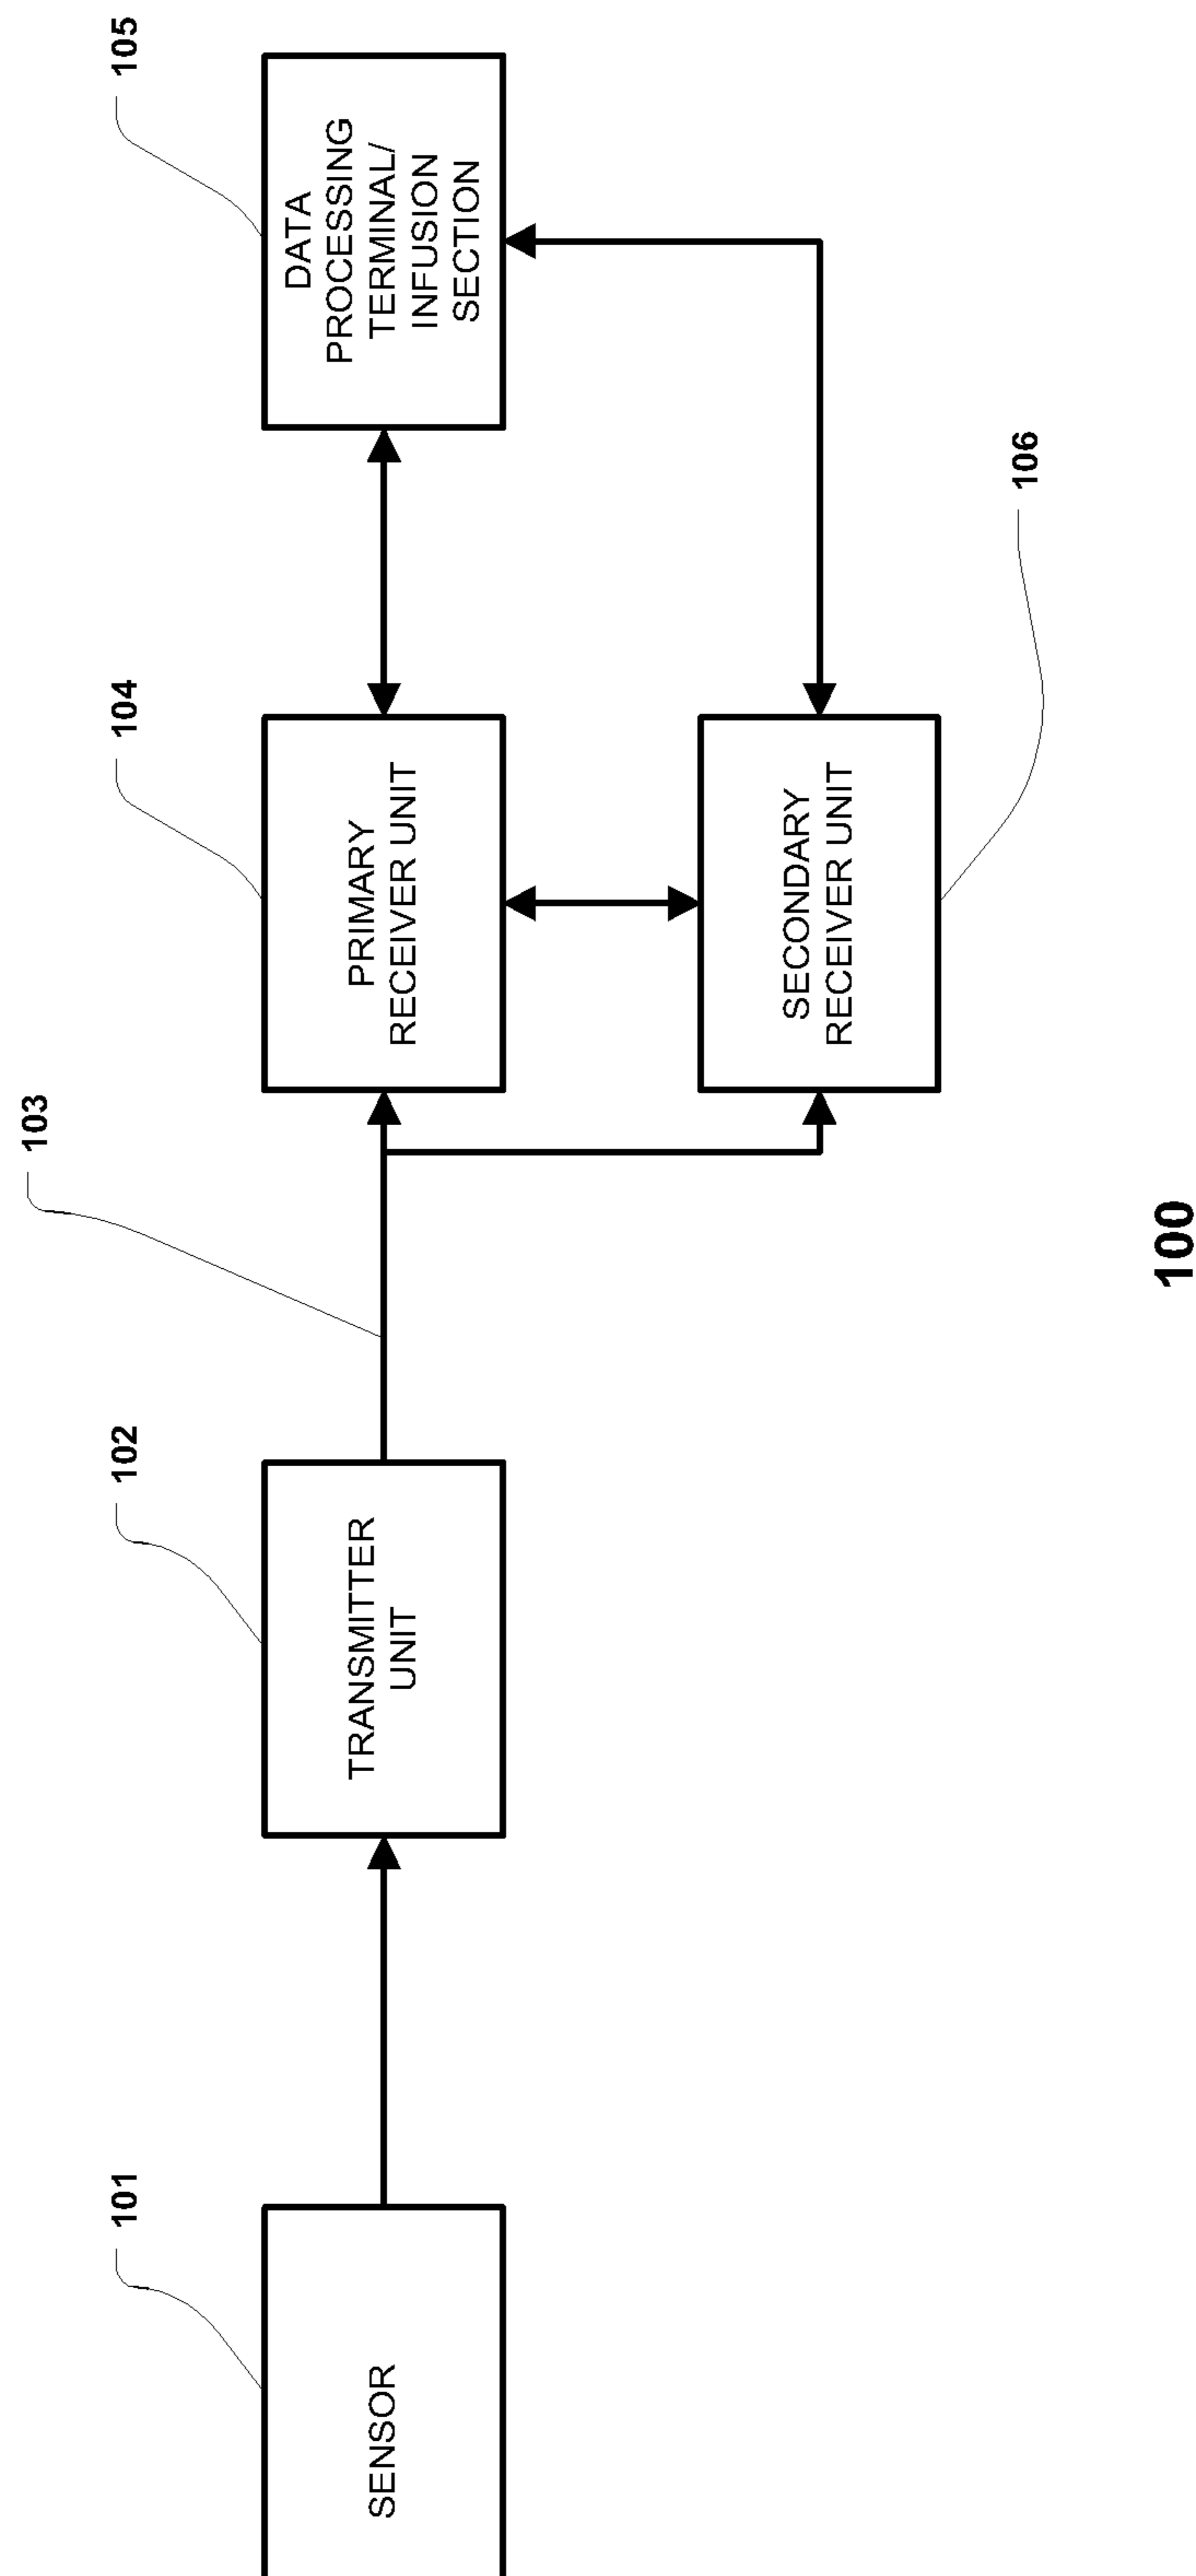 101
SENSOR
102
TRANSMITTER
UNIT
103
104
PRIMARY
RECEIVER UNIT
105
DATA
PROCESSING
TERMINAL/
INFUSION
SECTION
106
SECONDARY
RECEIVER UNIT
100